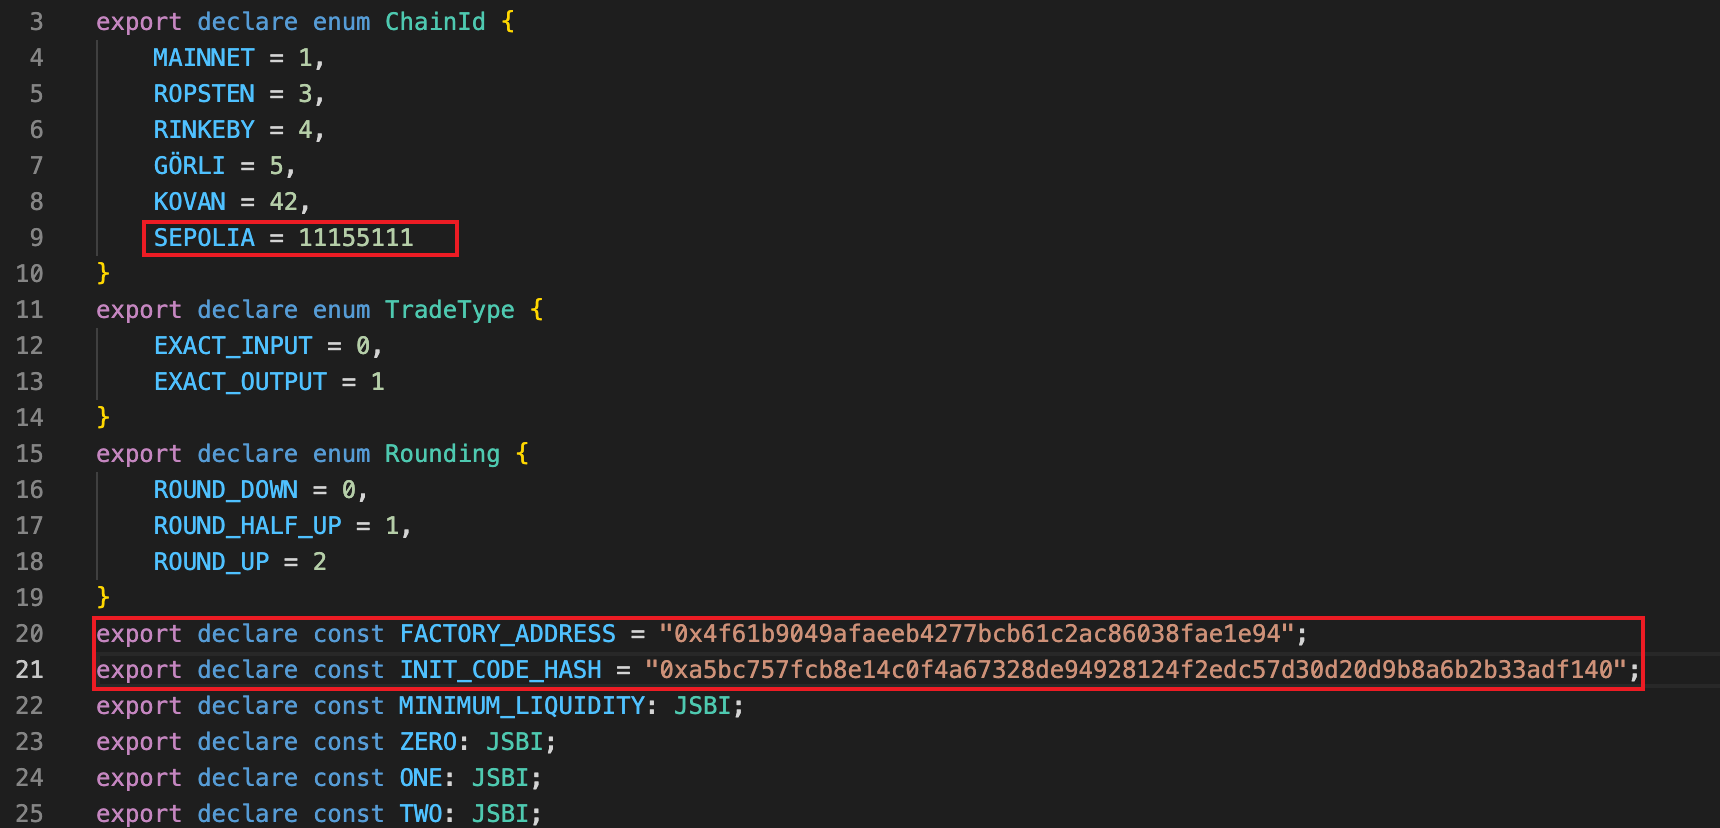 3 export declare enum ChainId {
4 MAINNET = 1,
5 ROPSTEN = 3,
6 RINKEBY = 4,
7 GÖRLI = 5,
8 KOVAN = 42,
9 SEPOLIA = 11155111
10 }
11 export declare enum TradeType {
12 EXACT_INPUT = 0,
13 EXACT_OUTPUT = 1
14 }
15 export declare enum Rounding {
16 ROUND_DOWN = 0,
17 ROUND_HALF_UP = 1,
18 ROUND_UP = 2
19 }
20 export declare const FACTORY_ADDRESS = "0x4f61b9049afaeeb4277bcb61c2ac86038fae1e94";
21 export declare const INIT_CODE_HASH = "0xa5bc757fcb8e14c0f4a67328de94928124f2edc57d30d20d9b8a6b2b33adf140";
22 export declare const MINIMUM_LIQUIDITY: JSBI;
23 export declare const ZERO: JSBI;
24 export declare const ONE: JSBI;
25 export declare const TWO: JSBI;